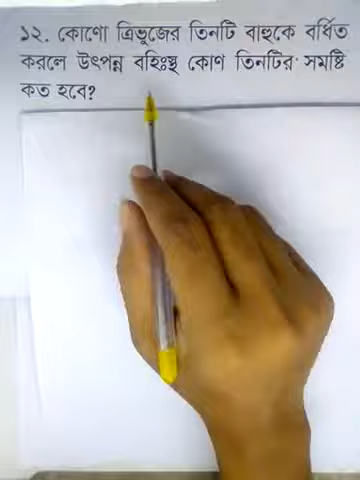 ১২. কোণো ত্রিভুজের তিনটি বাহুকে বর্ধিত
করলে উৎপন্ন বহিঃস্থ কোণ তিনটির সমষ্টি
কত হবে?